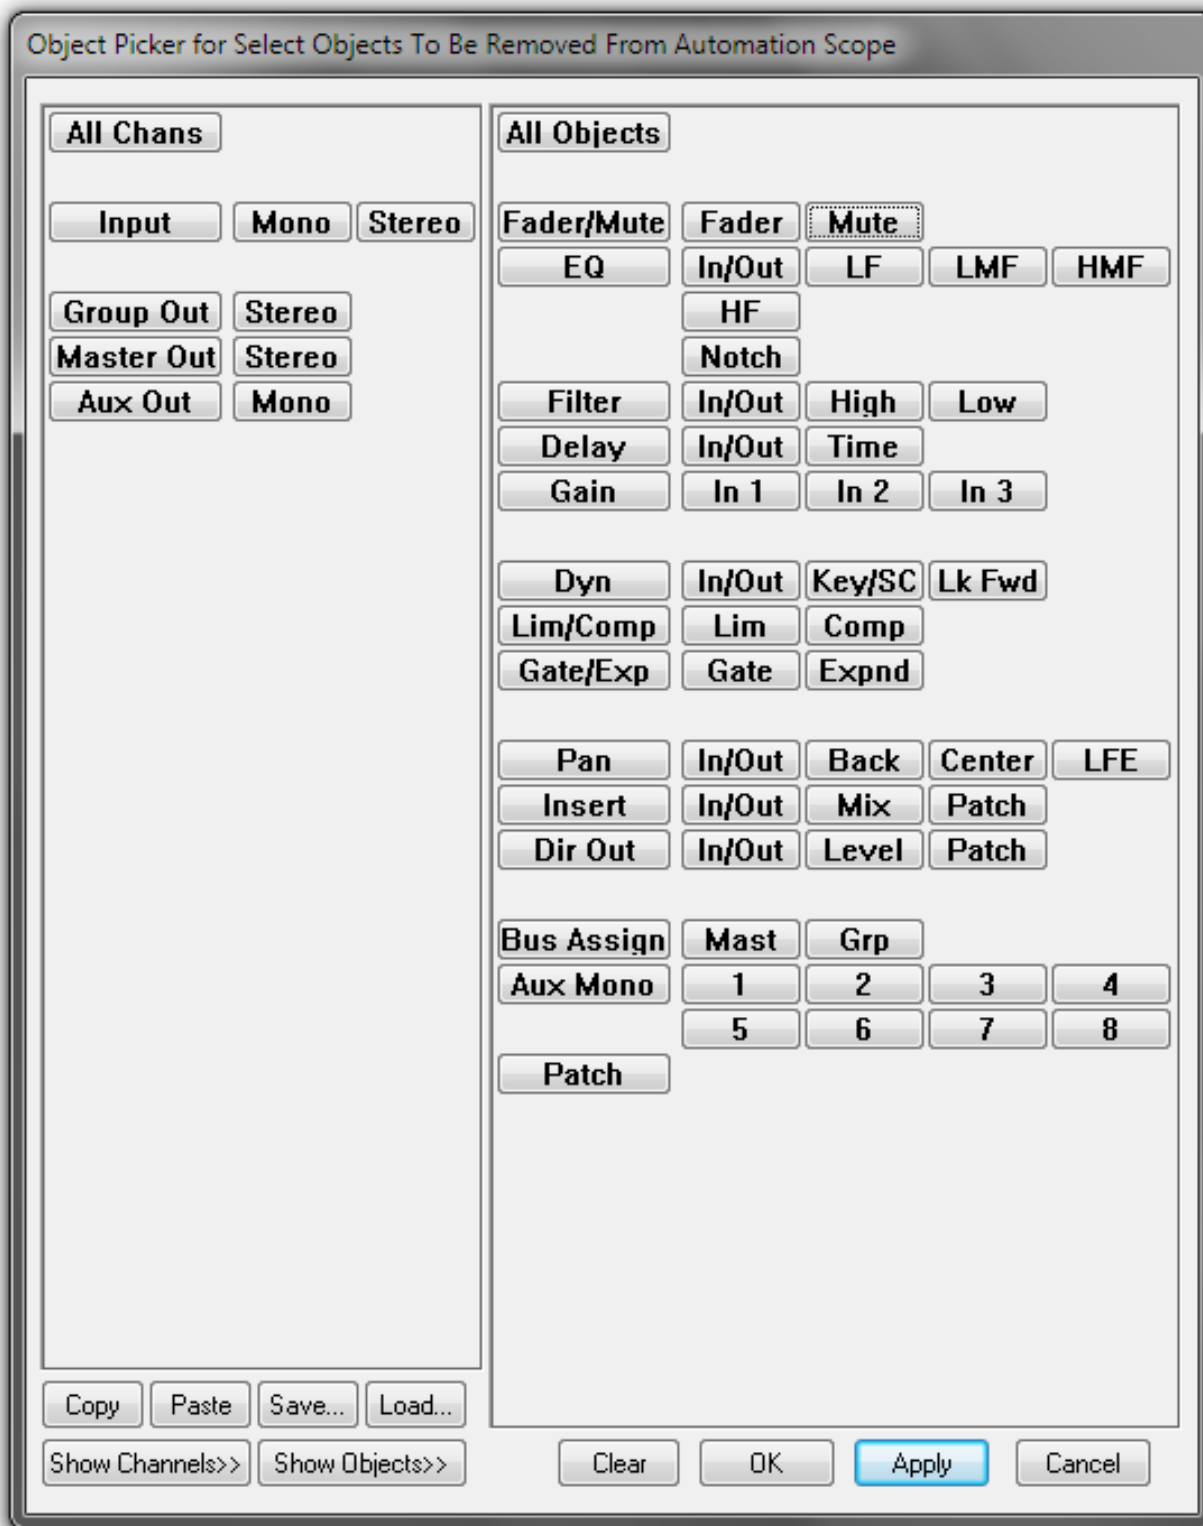 Object Picker for Select Objects To Be Removed From Automation Scope
All Chans
Input Mono Stereo
Group Out Stereo
Master Out Stereo
Aux Out Mono
All Objects
Fader/Mute Fader Mute
EQ In/Out LF LMF HMF
HF
Notch
Filter In/Out High Low
Delay In/Out Time
Gain In 1 In 2 In 3
Dyn In/Out Key/SC Lk Fwd
Lim/Comp Lim Comp
Gate/Exp Gate Expnd
Pan In/Out Back Center LFE
Insert In/Out Mix Patch
Dir Out In/Out Level Patch
Bus Assign Mast Grp
Aux Mono 1 2 3 4
5 6 7 8
Patch
Copy Paste Save... Load...
Show Channels>> Show Objects>> Clear OK Apply Cancel